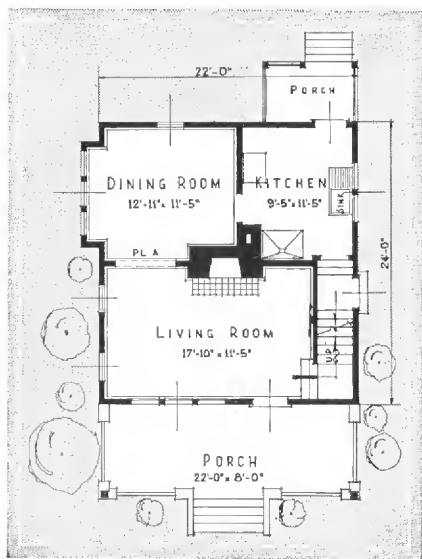 22'-0"
PORCH
DINING ROOM
12'-11" x 11'-5"
KITCHEN
9'-5" x 11'-5"
SINK
PL A
24'-0"
LIVING ROOM
17'-10" x 11'-5"
UP
PORCH
22'-0" x 8'-0"